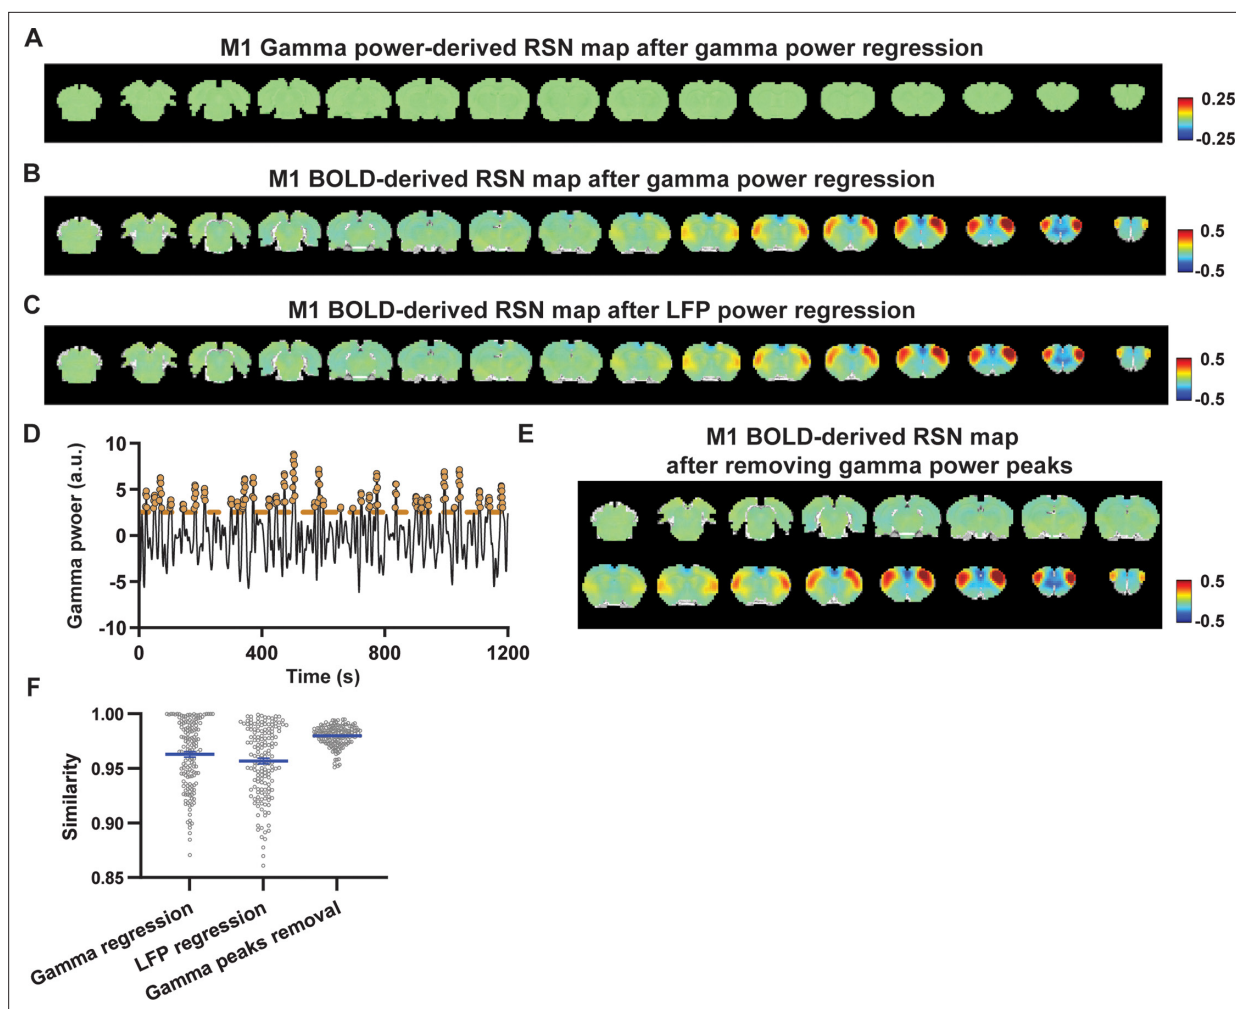 A
M1 Gamma power-derived RSN map after gamma power regression
0.25
-0.25
B
M1 BOLD-derived RSN map after gamma power regression
0.5
-0.5
C
M1 BOLD-derived RSN map after LFP power regression
0.5
-0.5
D
Gamma pwoer (a.u.)
10
5
0
-5
-10
0
400
800
1200
Time (s)
E
M1 BOLD-derived RSN map
after removing gamma power peaks
0.5
-0.5
F
Similarity
1.00
0.95
0.90
0.85
Gamma regression
LFP regression
Gamma peaks removal